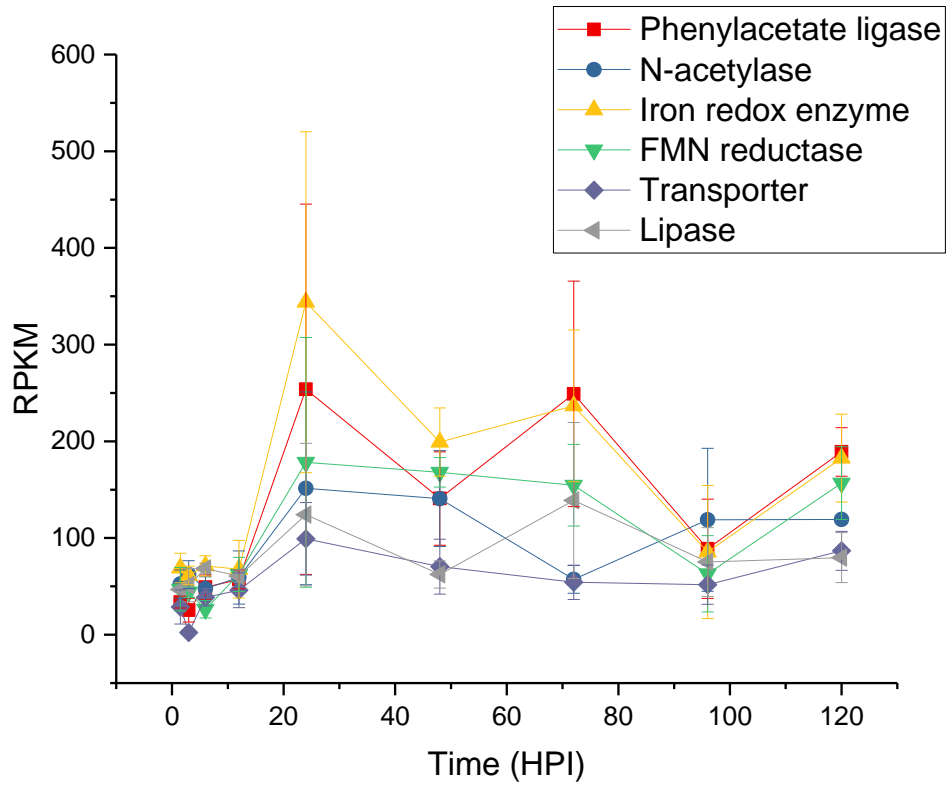 Phenylacetate ligase
N-acetylase
Iron redox enzyme
FMN reductase
Transporter
Lipase
600
500
400
300
200
100
0
RPKM
0 20 40 60 80 100 120
Time (HPI)